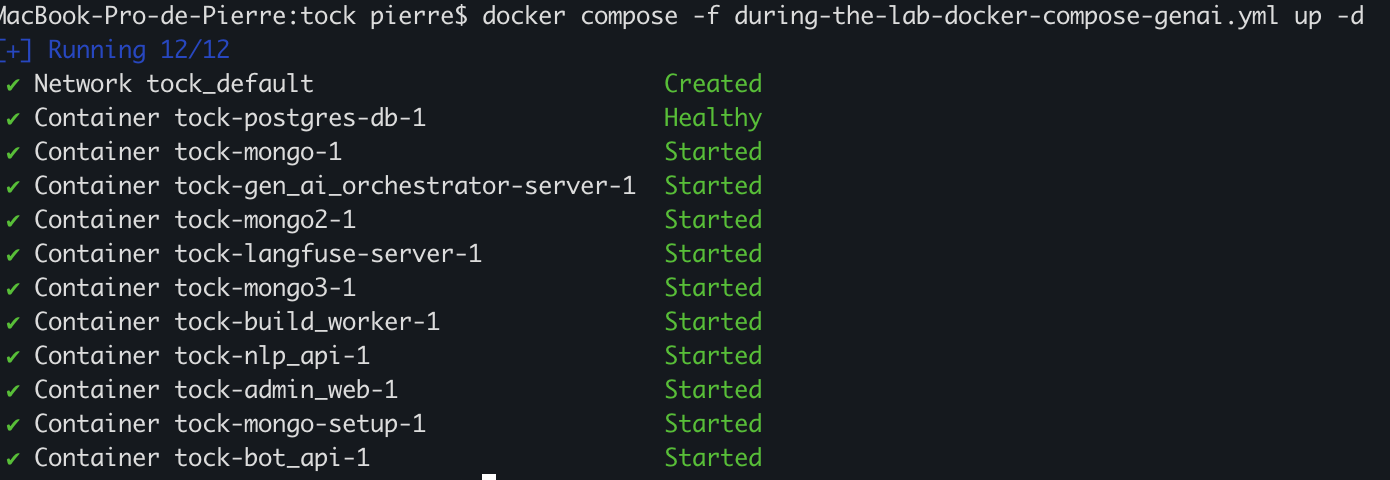 MacBook-Pro-de-Pierre:tock pierre$ docker compose -f during-the-lab-docker-compose-genai.yml up -d
[+] Running 12/12
✔ Network tock_default Created
✔ Container tock-postgres-db-1 Healthy
✔ Container tock-mongo-1 Started
✔ Container tock-gen_ai_orchestrator-server-1 Started
✔ Container tock-mongo2-1 Started
✔ Container tock-langfuse-server-1 Started
✔ Container tock-mongo3-1 Started
✔ Container tock-build_worker-1 Started
✔ Container tock-nlp_api-1 Started
✔ Container tock-admin_web-1 Started
✔ Container tock-mongo-setup-1 Started
✔ Container tock-bot_api-1 Started